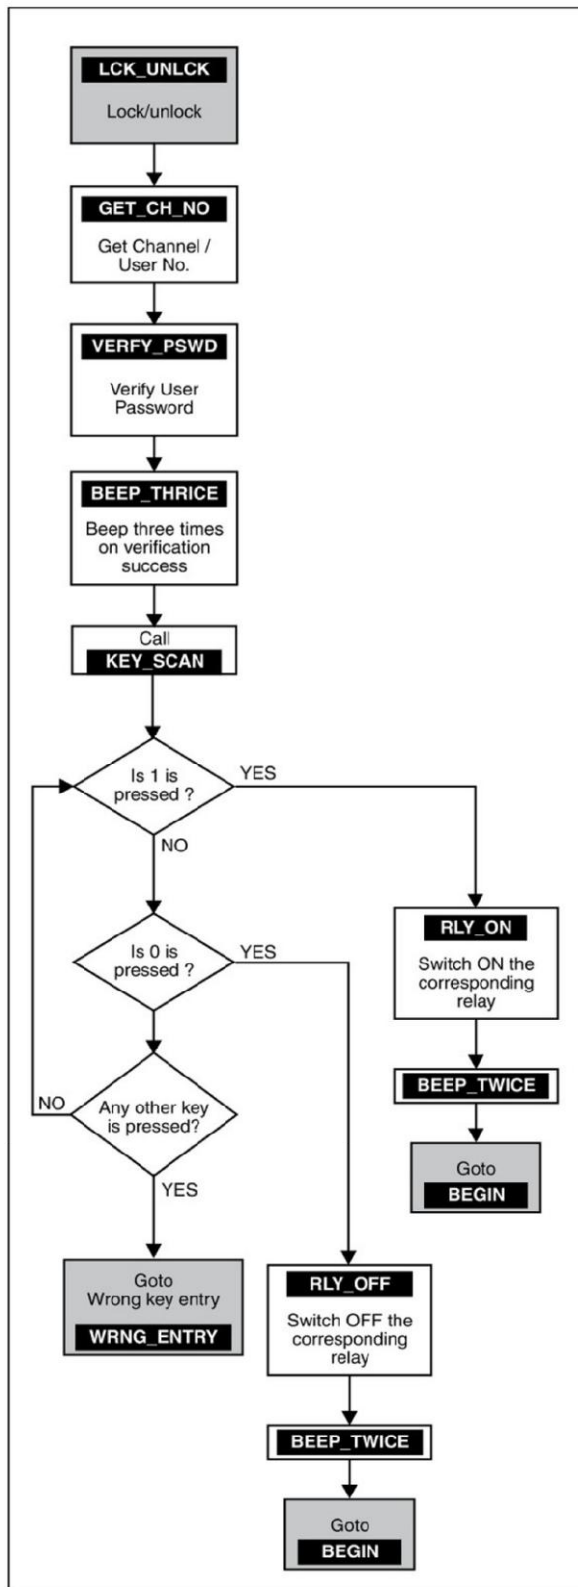 LCK_UNLCK
Lock/unlock
GET_CH_NO
Get Channel /
User No.
VERFY_PSWD
Verify User
Password
BEEP_THRICE
Beep three times
on verification
success
Call
KEY_SCAN
Is 1 is
pressed ?
YES
NO
Is 0 is
pressed ?
YES
RLY_ON
Switch ON the
corresponding
relay
BEEP_TWICE
Goto
BEGIN
Any other key
is pressed?
NO
YES
Goto
Wrong key entry
WRNG_ENTRY
RLY_OFF
Switch OFF the
corresponding
relay
BEEP_TWICE
Goto
BEGIN